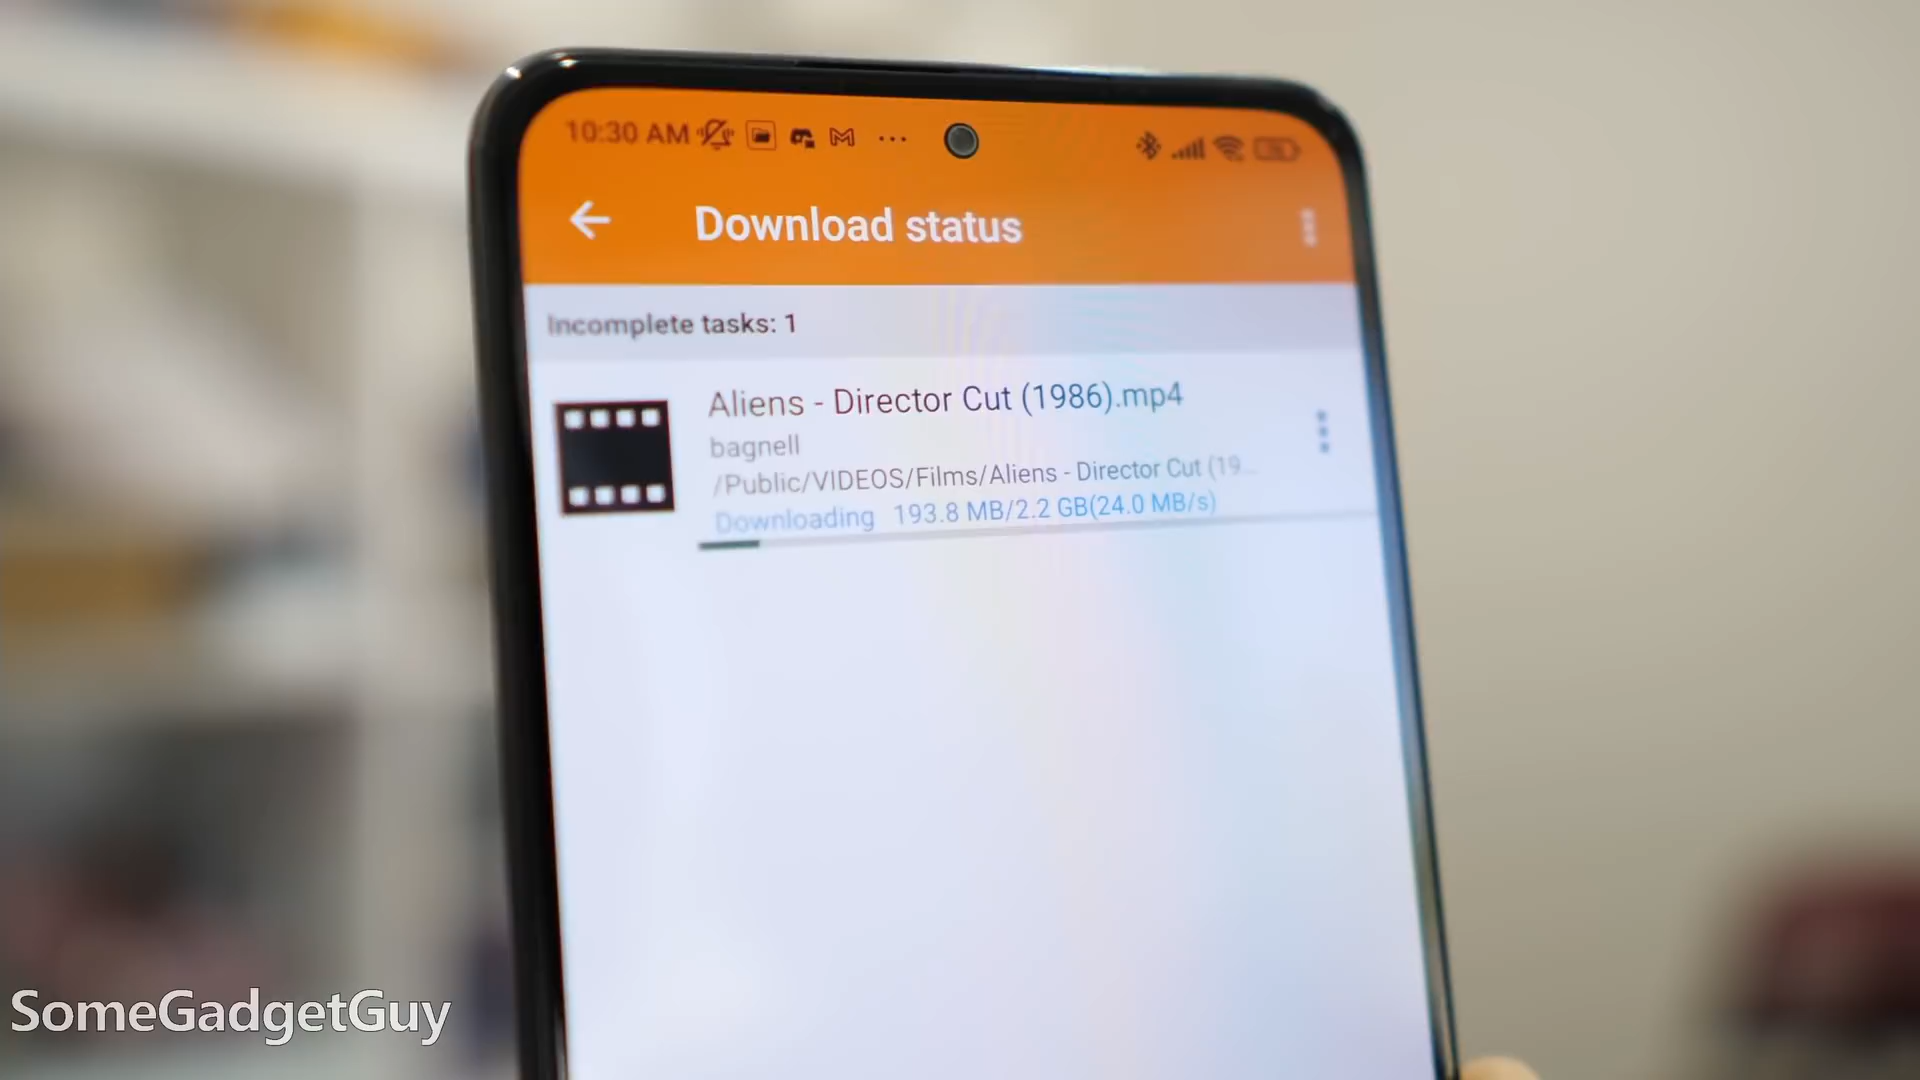 10:30 AM
Download status
Incomplete tasks: 1
Aliens - Director Cut (1986).mp4
bagnell
/Public/VIDEOS/Films/Aliens - Director Cut (19...
Downloading 193.8 MB/2.2 GB(24.0 MB/s)
SomeGadgetGuy